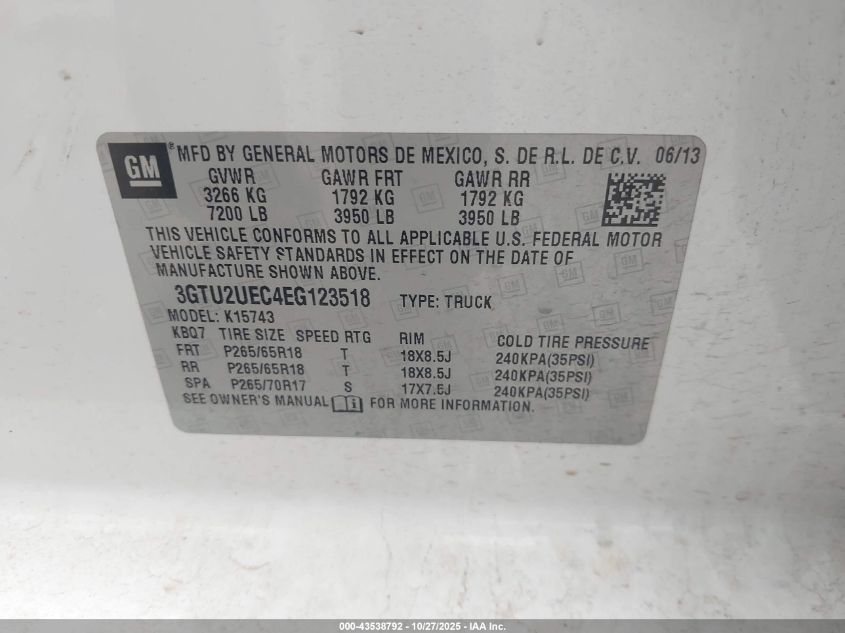 GM ® MFD BY GENERAL MOTORS DE MEXICO, S. DE R.L. DE C.V. 06/13
GVWR GAWR FRT GAWR RR
3266 KG 1792 KG 1792 KG
7200 LB 3950 LB 3950 LB
THIS VEHICLE CONFORMS TO ALL APPLICABLE U.S. FEDERAL MOTOR
VEHICLE SAFETY STANDARDS IN EFFECT ON THE DATE OF
MANUFACTURE SHOWN ABOVE.
3GTU2UEC4EG123518 TYPE: TRUCK
MODEL: K15743
KBQ7 TIRE SIZE SPEED RTG RIM COLD TIRE PRESSURE
FRT P265/65R18 T 18X8.5J 240KPA(35PSI)
RR P265/65R18 T 18X8.5J 240KPA(35PSI)
SPA P265/70R17 S 17X7.5J 240KPA(35PSI)
SEE OWNER'S MANUAL FOR MORE INFORMATION.
000-43538792 - 10/27/2025 - IAA Inc.